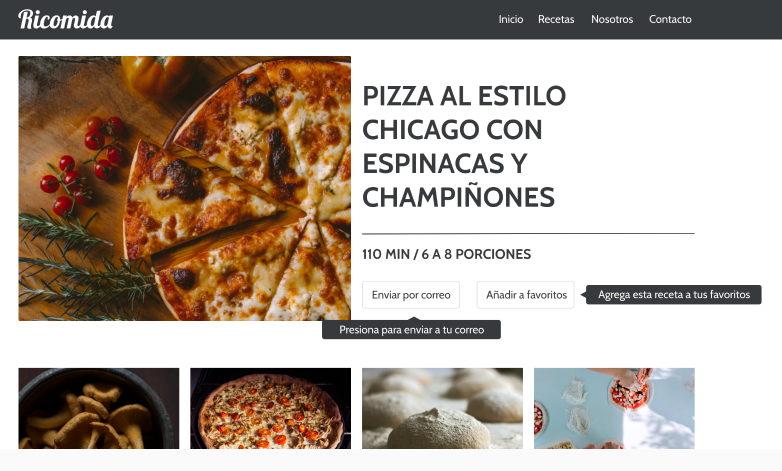 Ricomida
Inicio Recetas Nosotros Contacto
PIZZA AL ESTILO
CHICAGO CON
ESPINACAS Y
CHAMPIÑONES
110 MIN / 6 A 8 PORCIONES
Enviar por correo
Añadir a favoritos
Agrega esta receta a tus favoritos
Presiona para enviar a tu correo